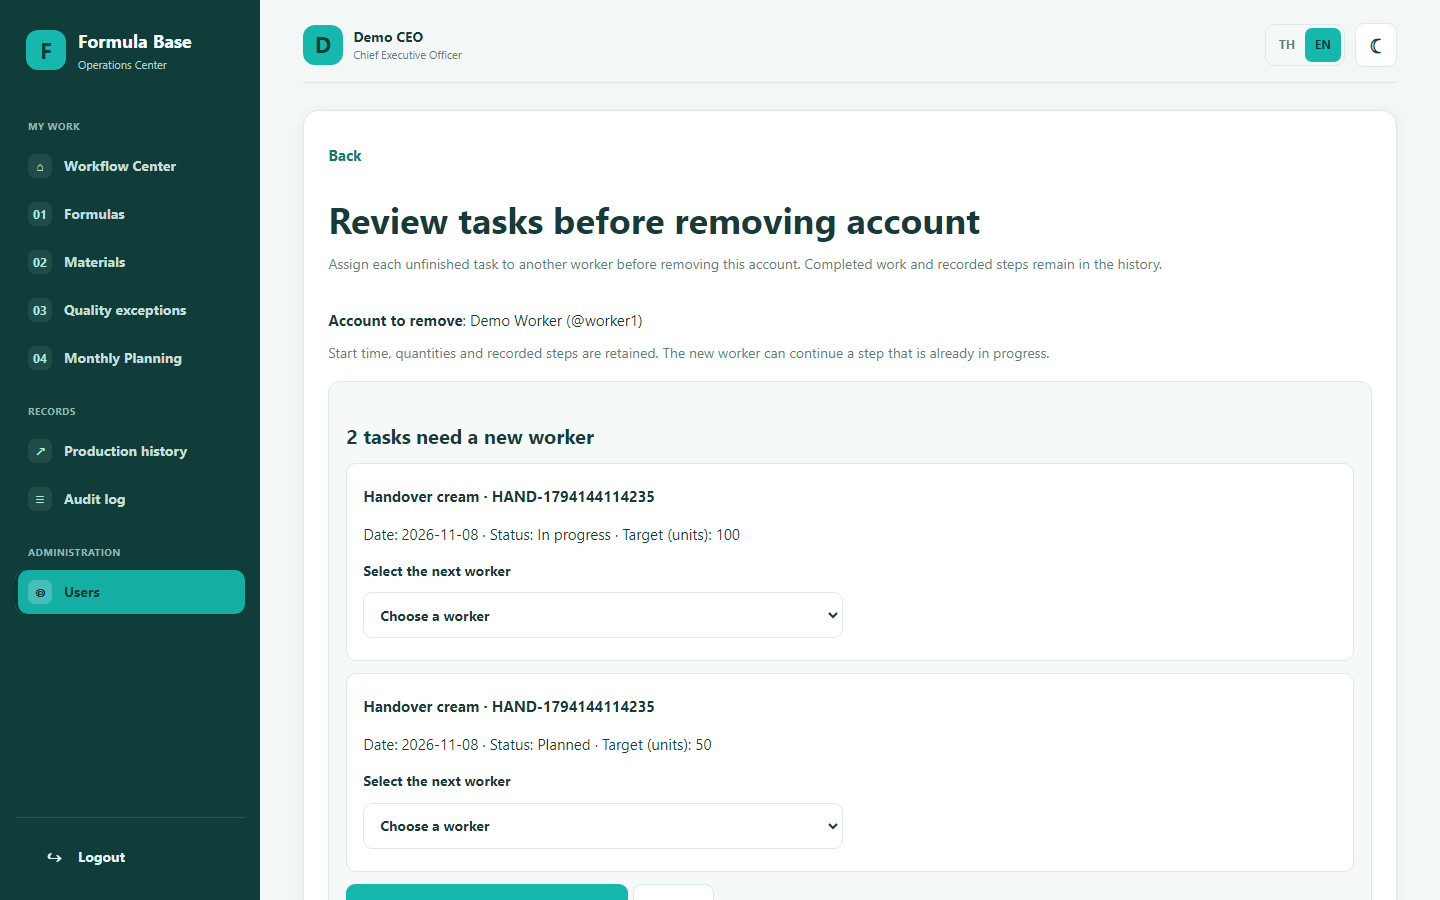 F
Formula Base
Operations Center
MY WORK
Workflow Center
01 Formulas
02 Materials
03 Quality exceptions
04 Monthly Planning
RECORDS
Production history
Audit log
ADMINISTRATION
Users
Logout
D
Demo CEO
Chief Executive Officer
TH EN
Back
Review tasks before removing account
Assign each unfinished task to another worker before removing this account. Completed work and recorded steps remain in the history.
Account to remove: Demo Worker (@worker1)
Start time, quantities and recorded steps are retained. The new worker can continue a step that is already in progress.
2 tasks need a new worker
Handover cream · HAND-1794144114235
Date: 2026-11-08 · Status: In progress · Target (units): 100
Select the next worker
Choose a worker
Handover cream · HAND-1794144114235
Date: 2026-11-08 · Status: Planned · Target (units): 50
Select the next worker
Choose a worker